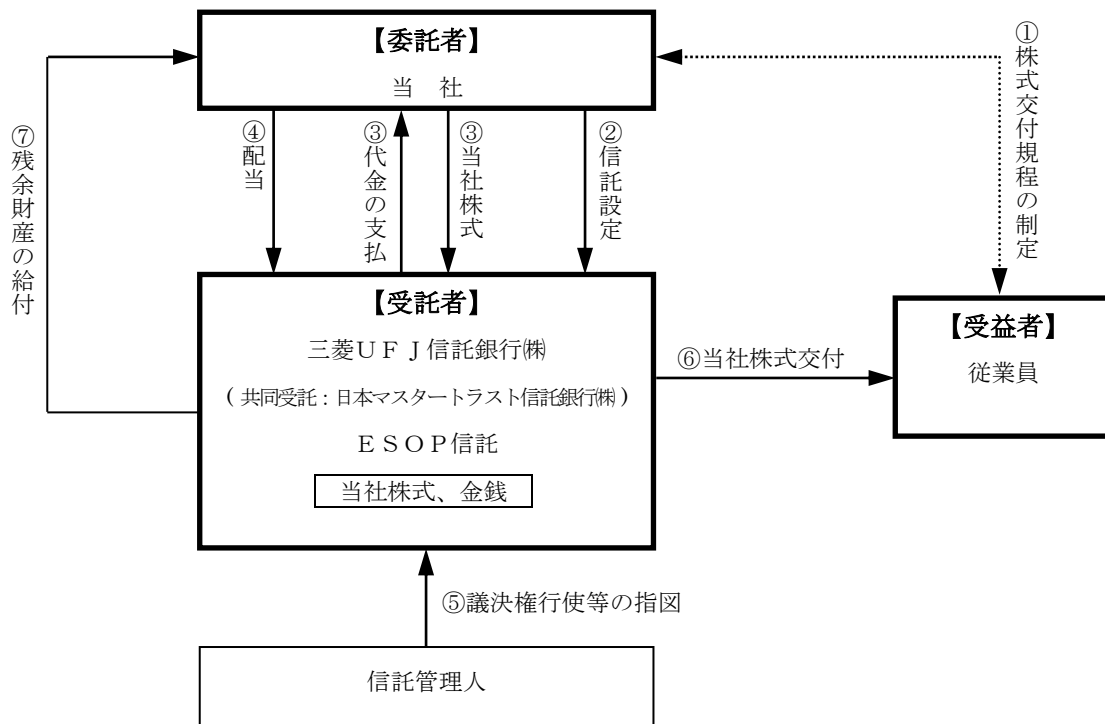 【委託者】
当　社
①株式交付規程の制定
⑦残余財産の給付
④配当
③代金の支払
③当社株式
②信託設定
【受託者】
三菱ＵＦＪ信託銀行㈱
（共同受託：日本マスタートラスト信託銀行㈱）
ＥＳＯＰ信託
当社株式、金銭
⑥当社株式交付
【受益者】
従業員
⑤議決権行使等の指図
信託管理人